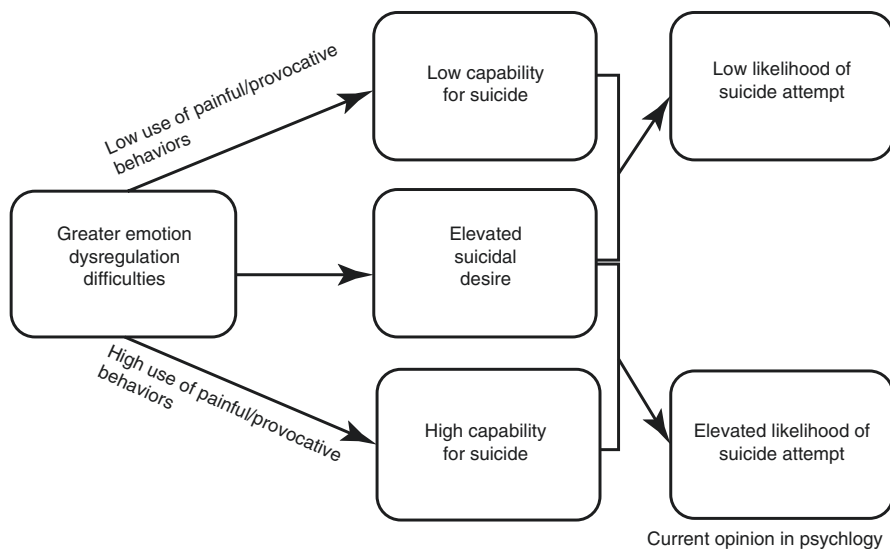 Low use of painful/provocative
behaviors
Low capability
for suicide
Low likelihood of
suicide attempt
Greater emotion
dysregulation
difficulties
Elevated
suicidal
desire
High use of painful/provocative
behaviors
High capability
for suicide
Elevated likelihood of
suicide attempt
Current opinion in psychlogy